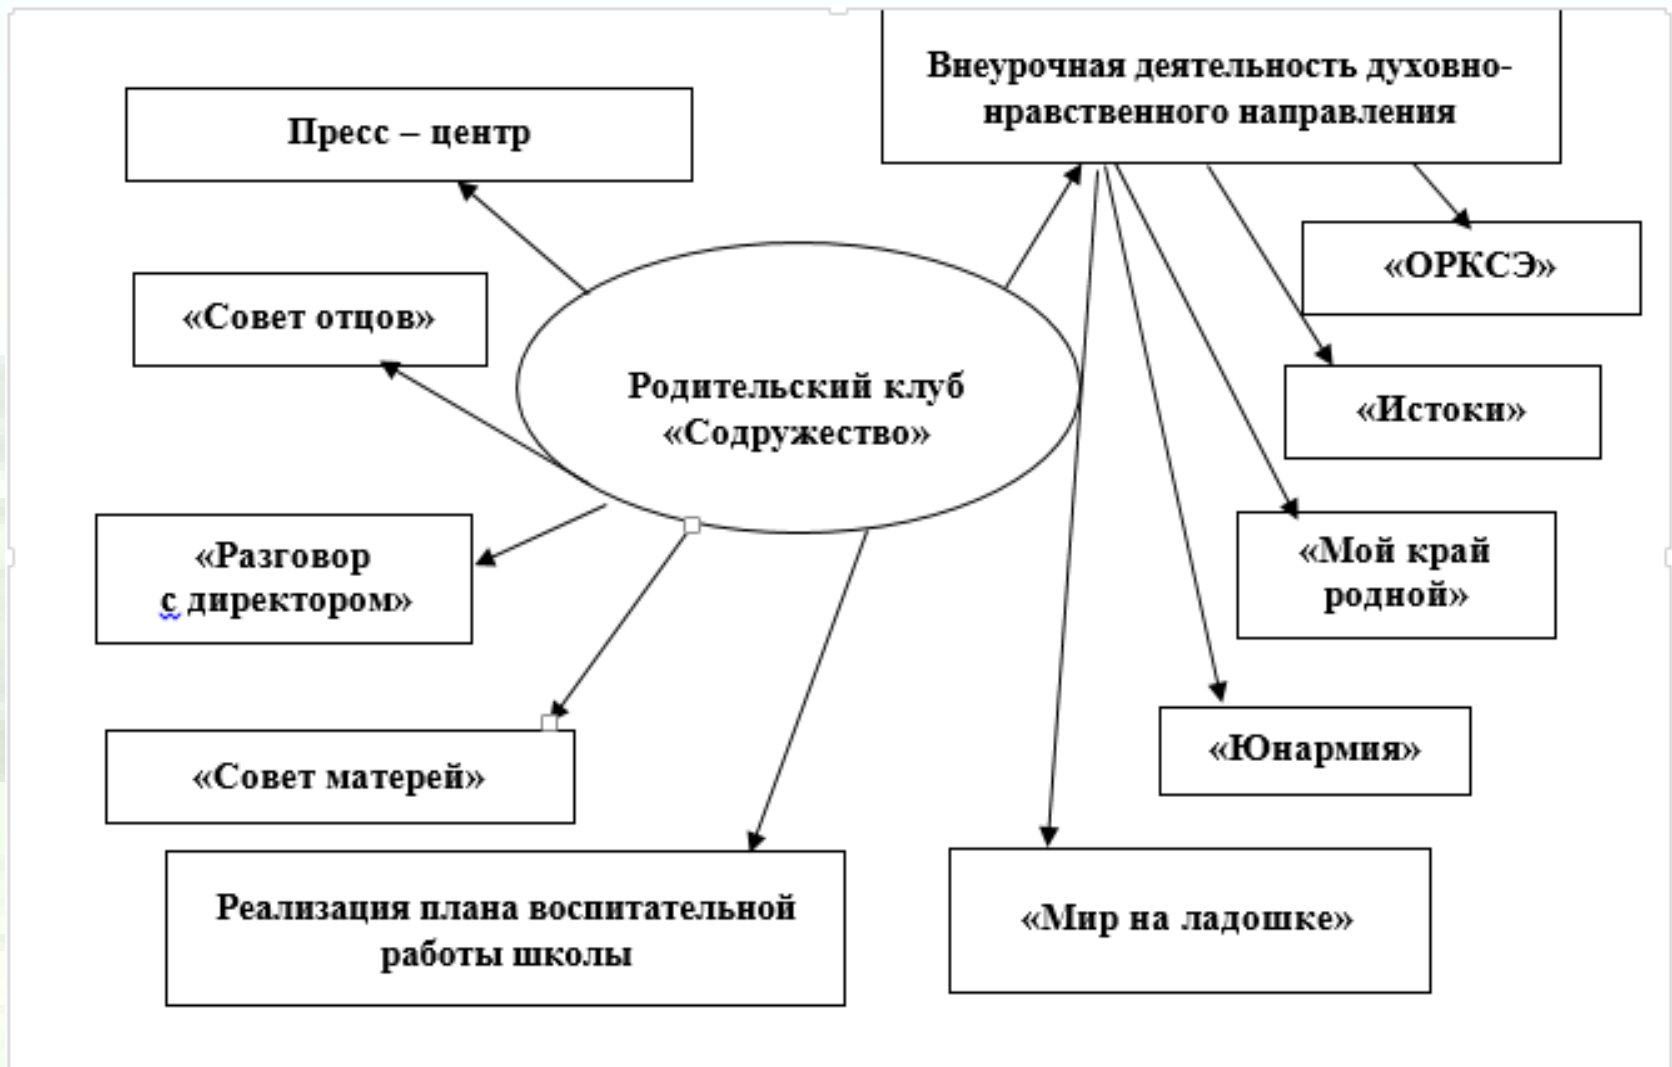 Внеурочная деятельность духовно-
нравственного направления
Пресс – центр
«ОРКСЭ»
«Совет отцов»
Родительский клуб
«Содружество»
«Истоки»
«Разговор
с директором»
«Мой край
родной»
«Совет матерей»
«Юнармия»
Реализация плана воспитательной
работы школы
«Мир на ладошке»